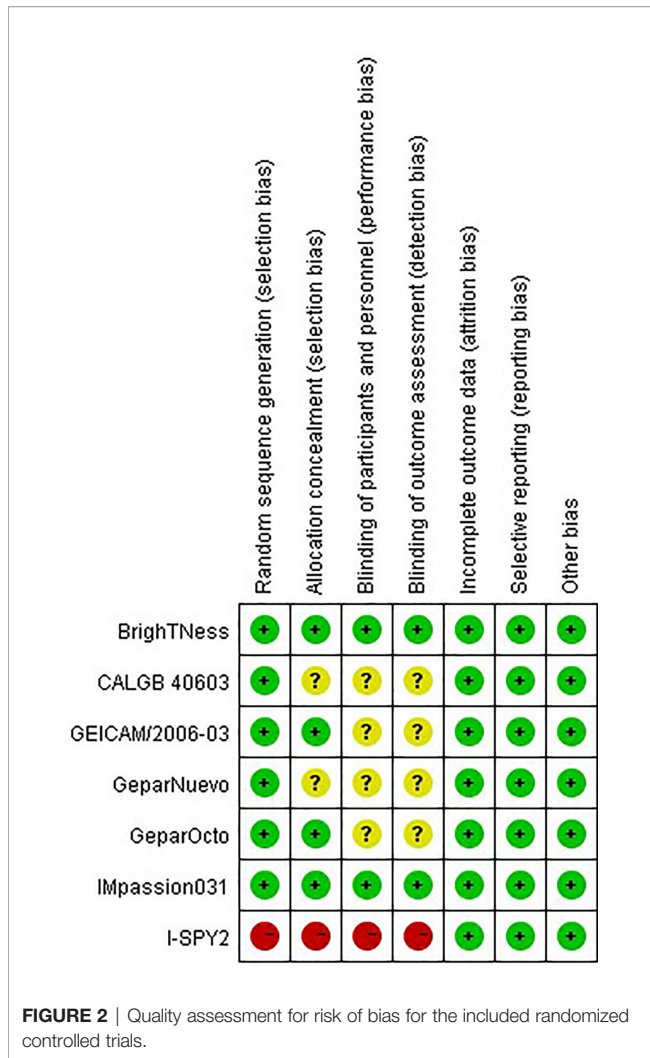 Random sequence generation (selection bias)
Allocation concealment (selection bias)
Blinding of participants and personnel (performance bias)
Blinding of outcome assessment (detection bias)
Incomplete outcome data (attrition bias)
Selective reporting (reporting bias)
Other bias
BrighTNess + + + + + + +
CALGB 40603 + ? ? ? + + +
GEICAM/2006-03 + + ? ? + + +
GeparNuevo + ? ? ? + + +
GeparOcto + + ? ? + + +
IMpassion031 + + + + + + +
I-SPY2 - - - - + + +
FIGURE 2 | Quality assessment for risk of bias for the included randomized
controlled trials.